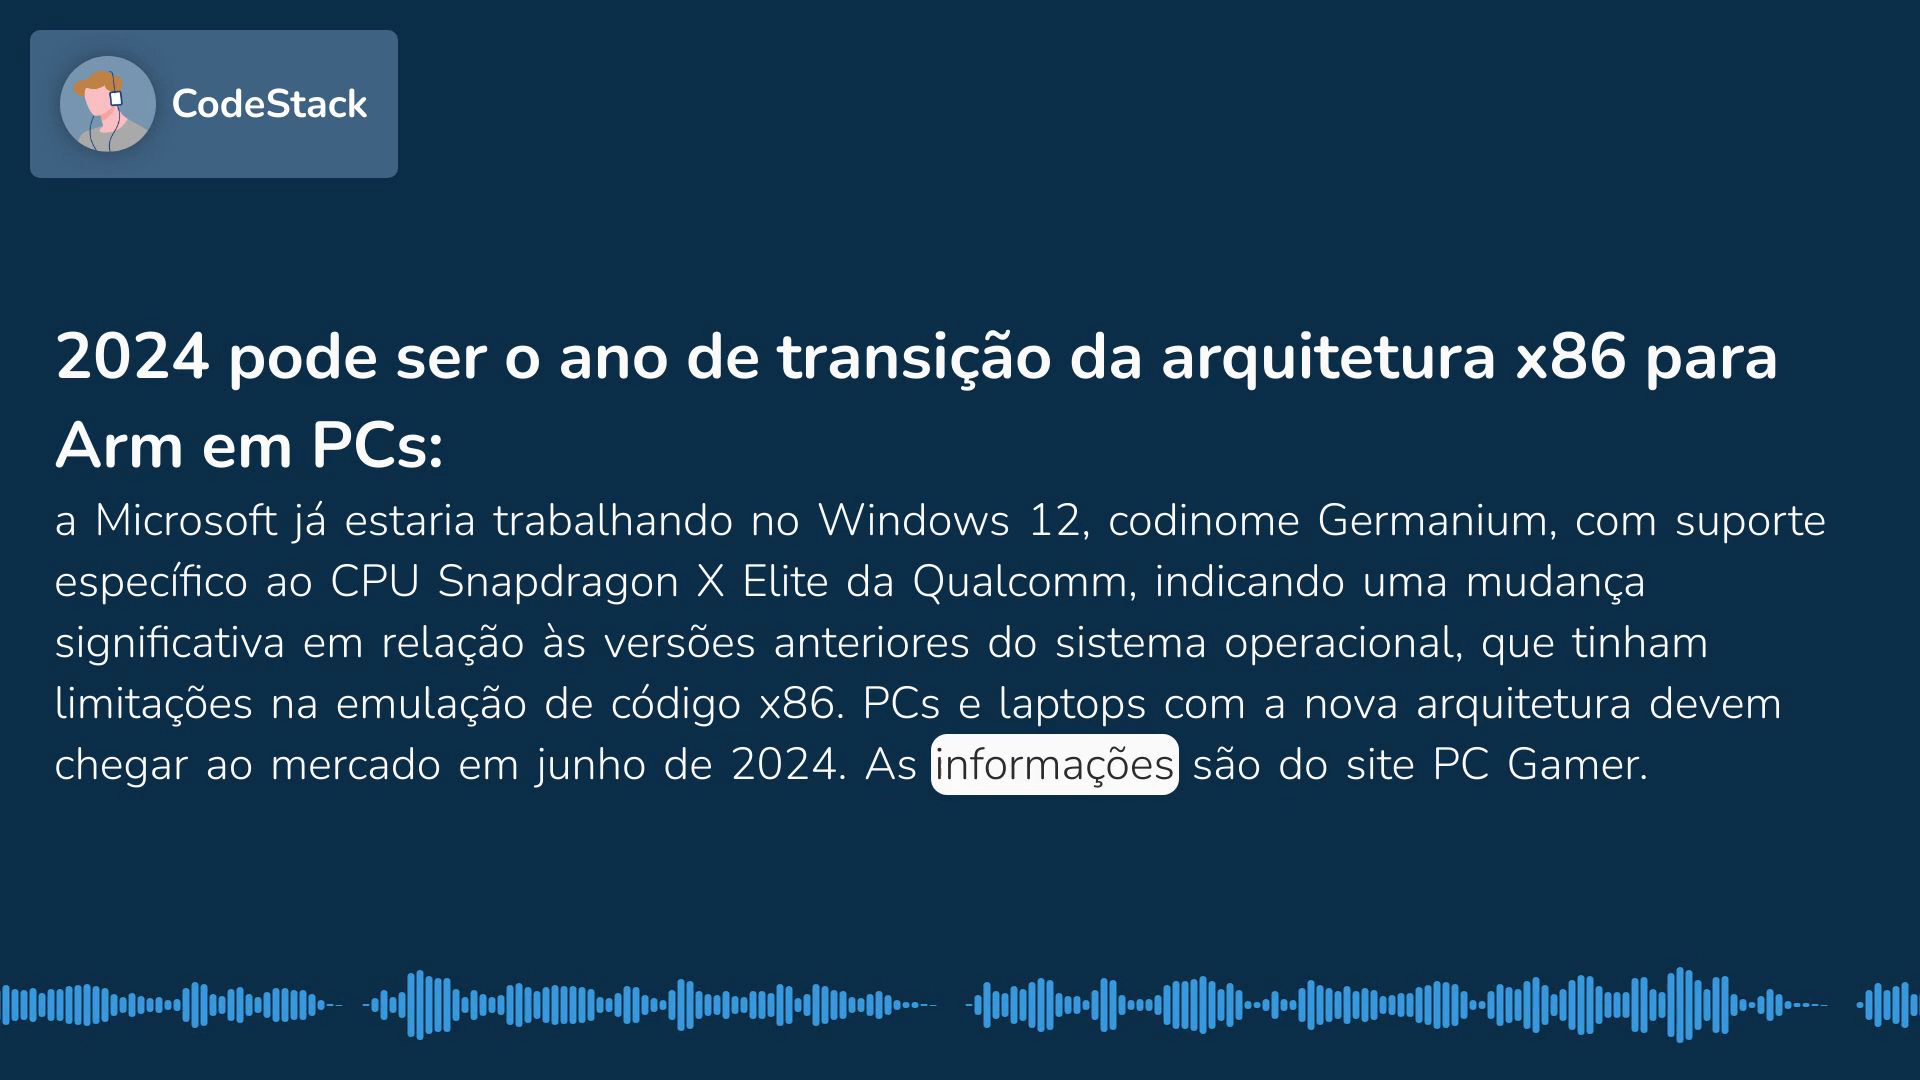 CodeStack
2024 pode ser o ano de transição da arquitetura x86 para
Arm em PCs:
a Microsoft já estaria trabalhando no Windows 12, codinome Germanium, com suporte
específico ao CPU Snapdragon X Elite da Qualcomm, indicando uma mudança
significativa em relação às versões anteriores do sistema operacional, que tinham
limitações na emulação de código x86. PCs e laptops com a nova arquitetura devem
chegar ao mercado em junho de 2024. As informações são do site PC Gamer.